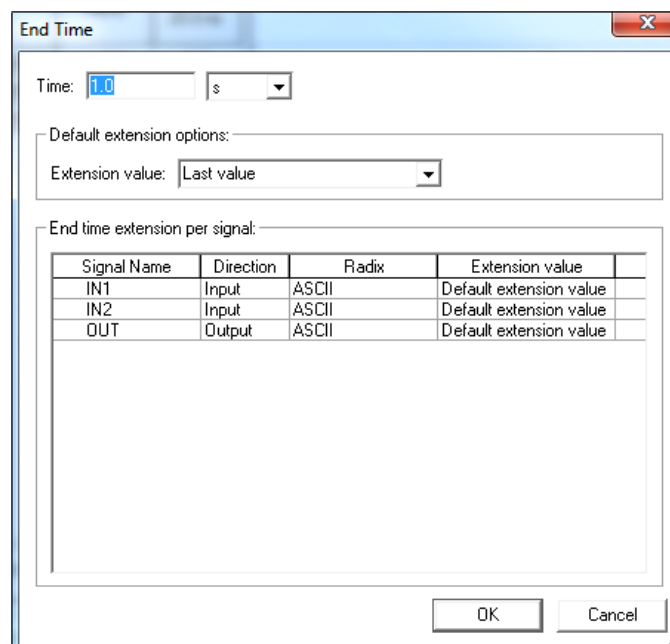 End Time
Time: 1.0 s
Default extension options:
Extension value: Last value
End time extension per signal:
Signal Name Direction Radix Extension value
IN1 Input ASCII Default extension value
IN2 Input ASCII Default extension value
OUT Output ASCII Default extension value
OK Cancel